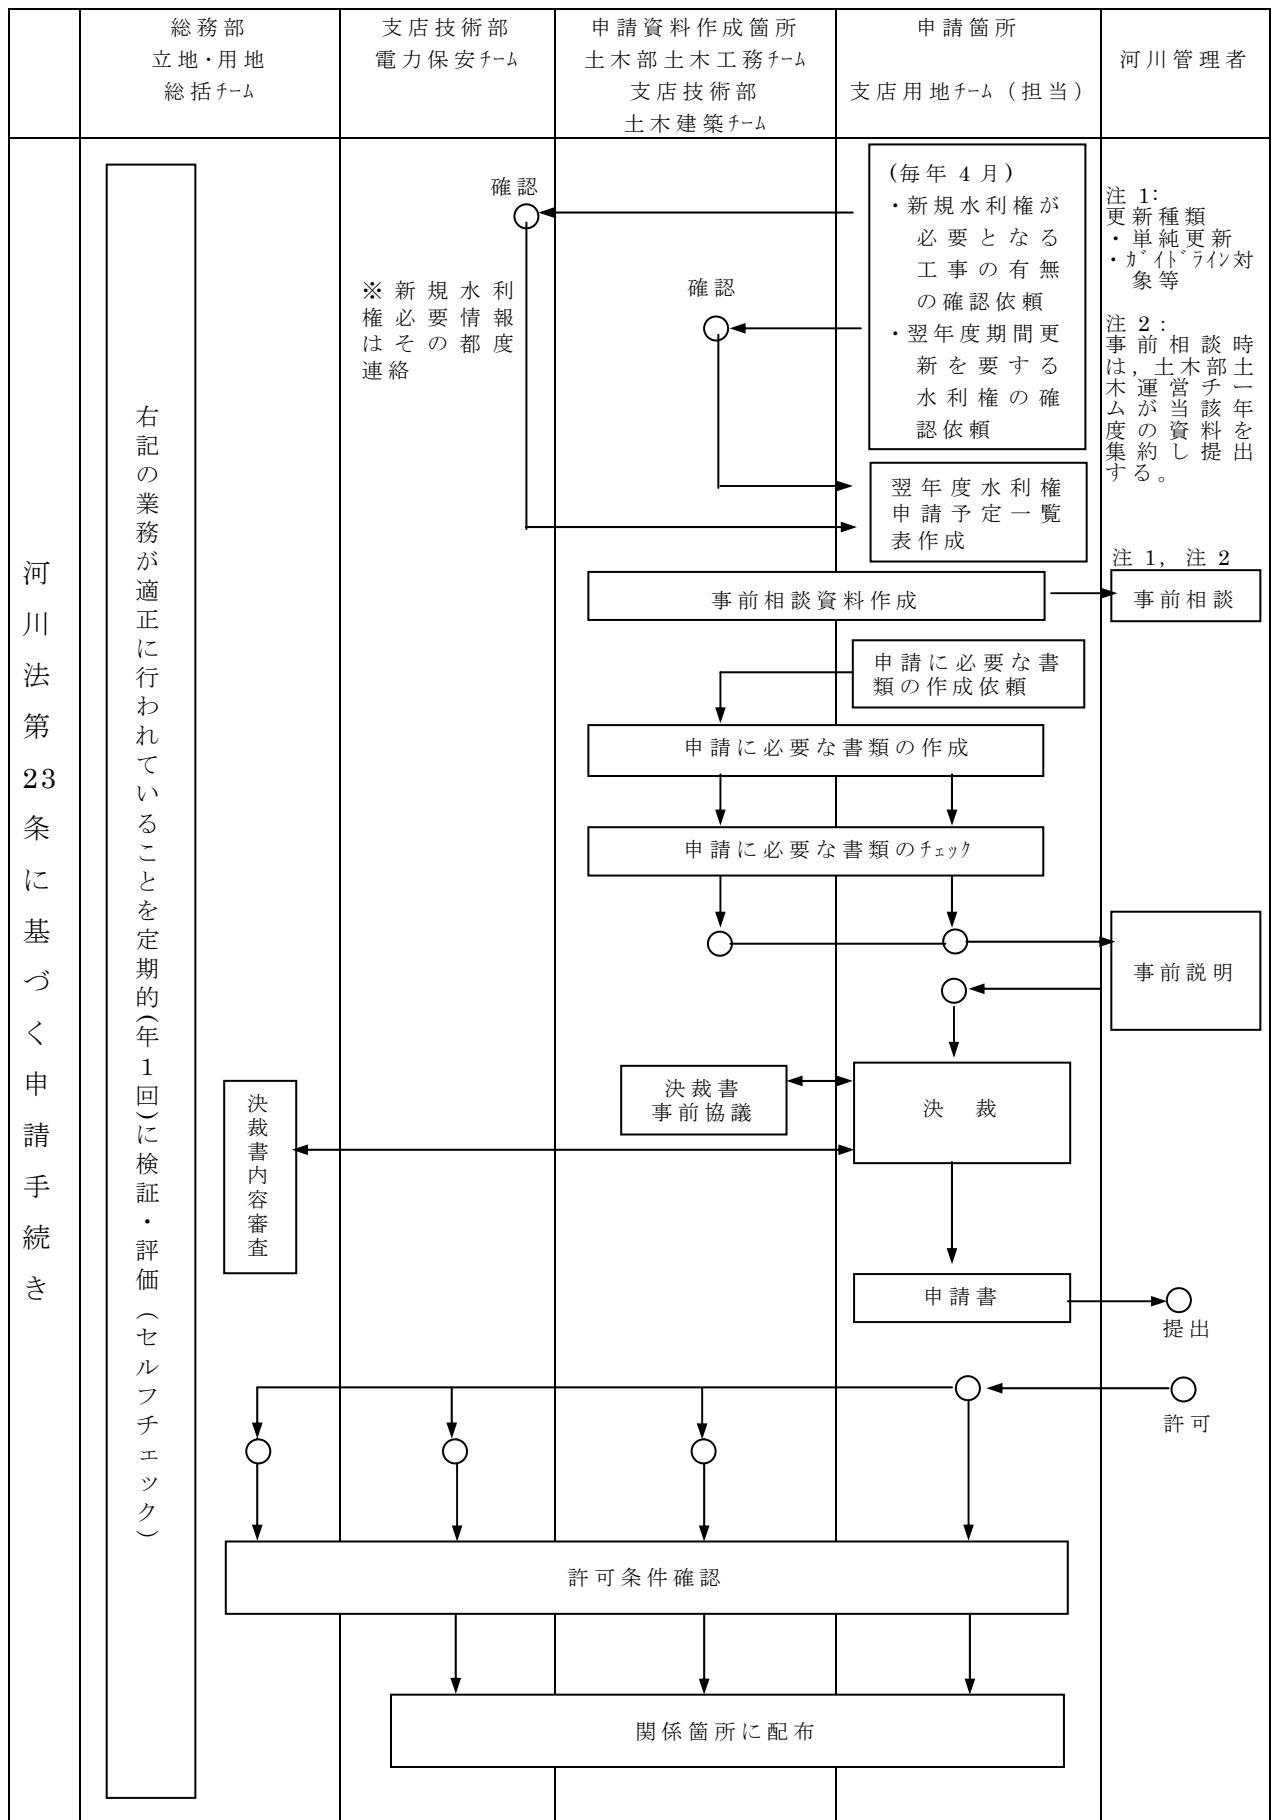 総務部
立地・用地
総括ﾁｰﾑ
支店技術部
電力保安ﾁｰﾑ
申請資料作成箇所
土木部土木工務ﾁｰﾑ
支店技術部
土木建築ﾁｰﾑ
申請箇所
支店用地ﾁｰﾑ（担当）
河川管理者
河川法第23条に基づく申請手続き
右記の業務が適正に行われていることを定期的(年1回)に検証・評価（セルフチェック）
確認
※新規水利
権必要情報
はその都度
連絡
確認
(毎年4月)
・新規水利権が
必要となる
工事の有無
の確認依頼
・翌年度期間更
新を要する
水利権の確
認依頼
注1:
更新種類
・単純更新
・ｶﾞｲﾄﾞﾗｲﾝ対
象等
注2:
事前相談時
は,土木部土
木運営チー
ムが当該年
度の資料を
集約し提出
する。
翌年度水利権
申請予定一覧
表作成
注1, 注2
事前相談資料作成
事前相談
申請に必要な書
類の作成依頼
申請に必要な書類の作成
申請に必要な書類のﾁｪｯｸ
事前説明
決裁書
事前協議
決　裁
決裁書内容審査
申請書
提出
許可
許可条件確認
関係箇所に配布